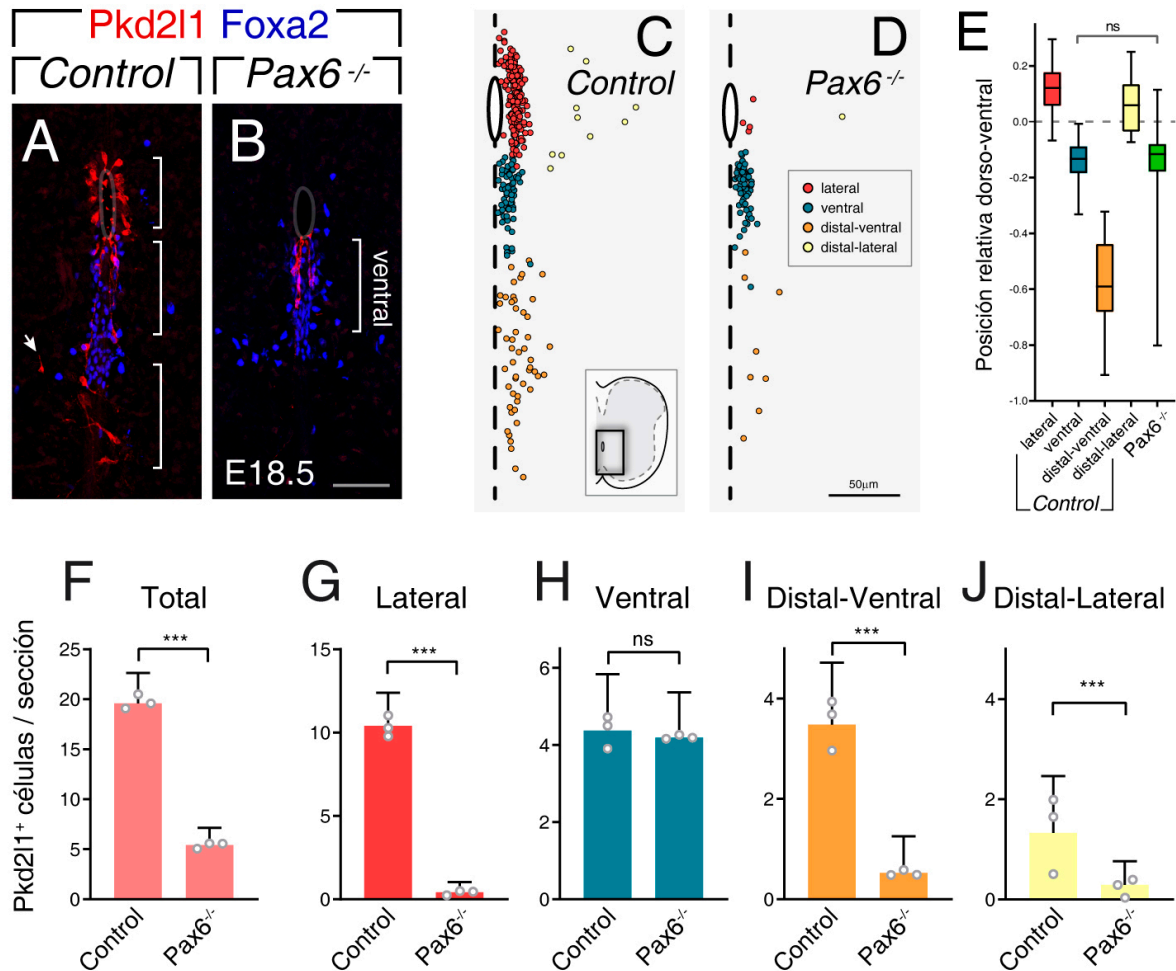 Pkd2l1 Foxa2
Control Pax6 -/-
A B
ventral
E18.5
C D
Control Pax6 -/-
lateral
ventral
distal-ventral
distal-lateral
50μm
E
ns
Posición relativa dorso-ventral
0.2
0.0
-0.2
-0.4
-0.6
-0.8
-1.0
lateral
ventral
distal-ventral
distal-lateral
Pax6-/-
Control
F Total
Pkd2l1+ células / sección
***
25
20
15
10
5
0
Control
Pax6-/-
G Lateral
***
15
10
5
0
Control
Pax6-/-
H Ventral
ns
6
4
2
0
Control
Pax6-/-
I Distal-Ventral
***
4
2
0
Control
Pax6-/-
J Distal-Lateral
***
4
2
0
Control
Pax6-/-